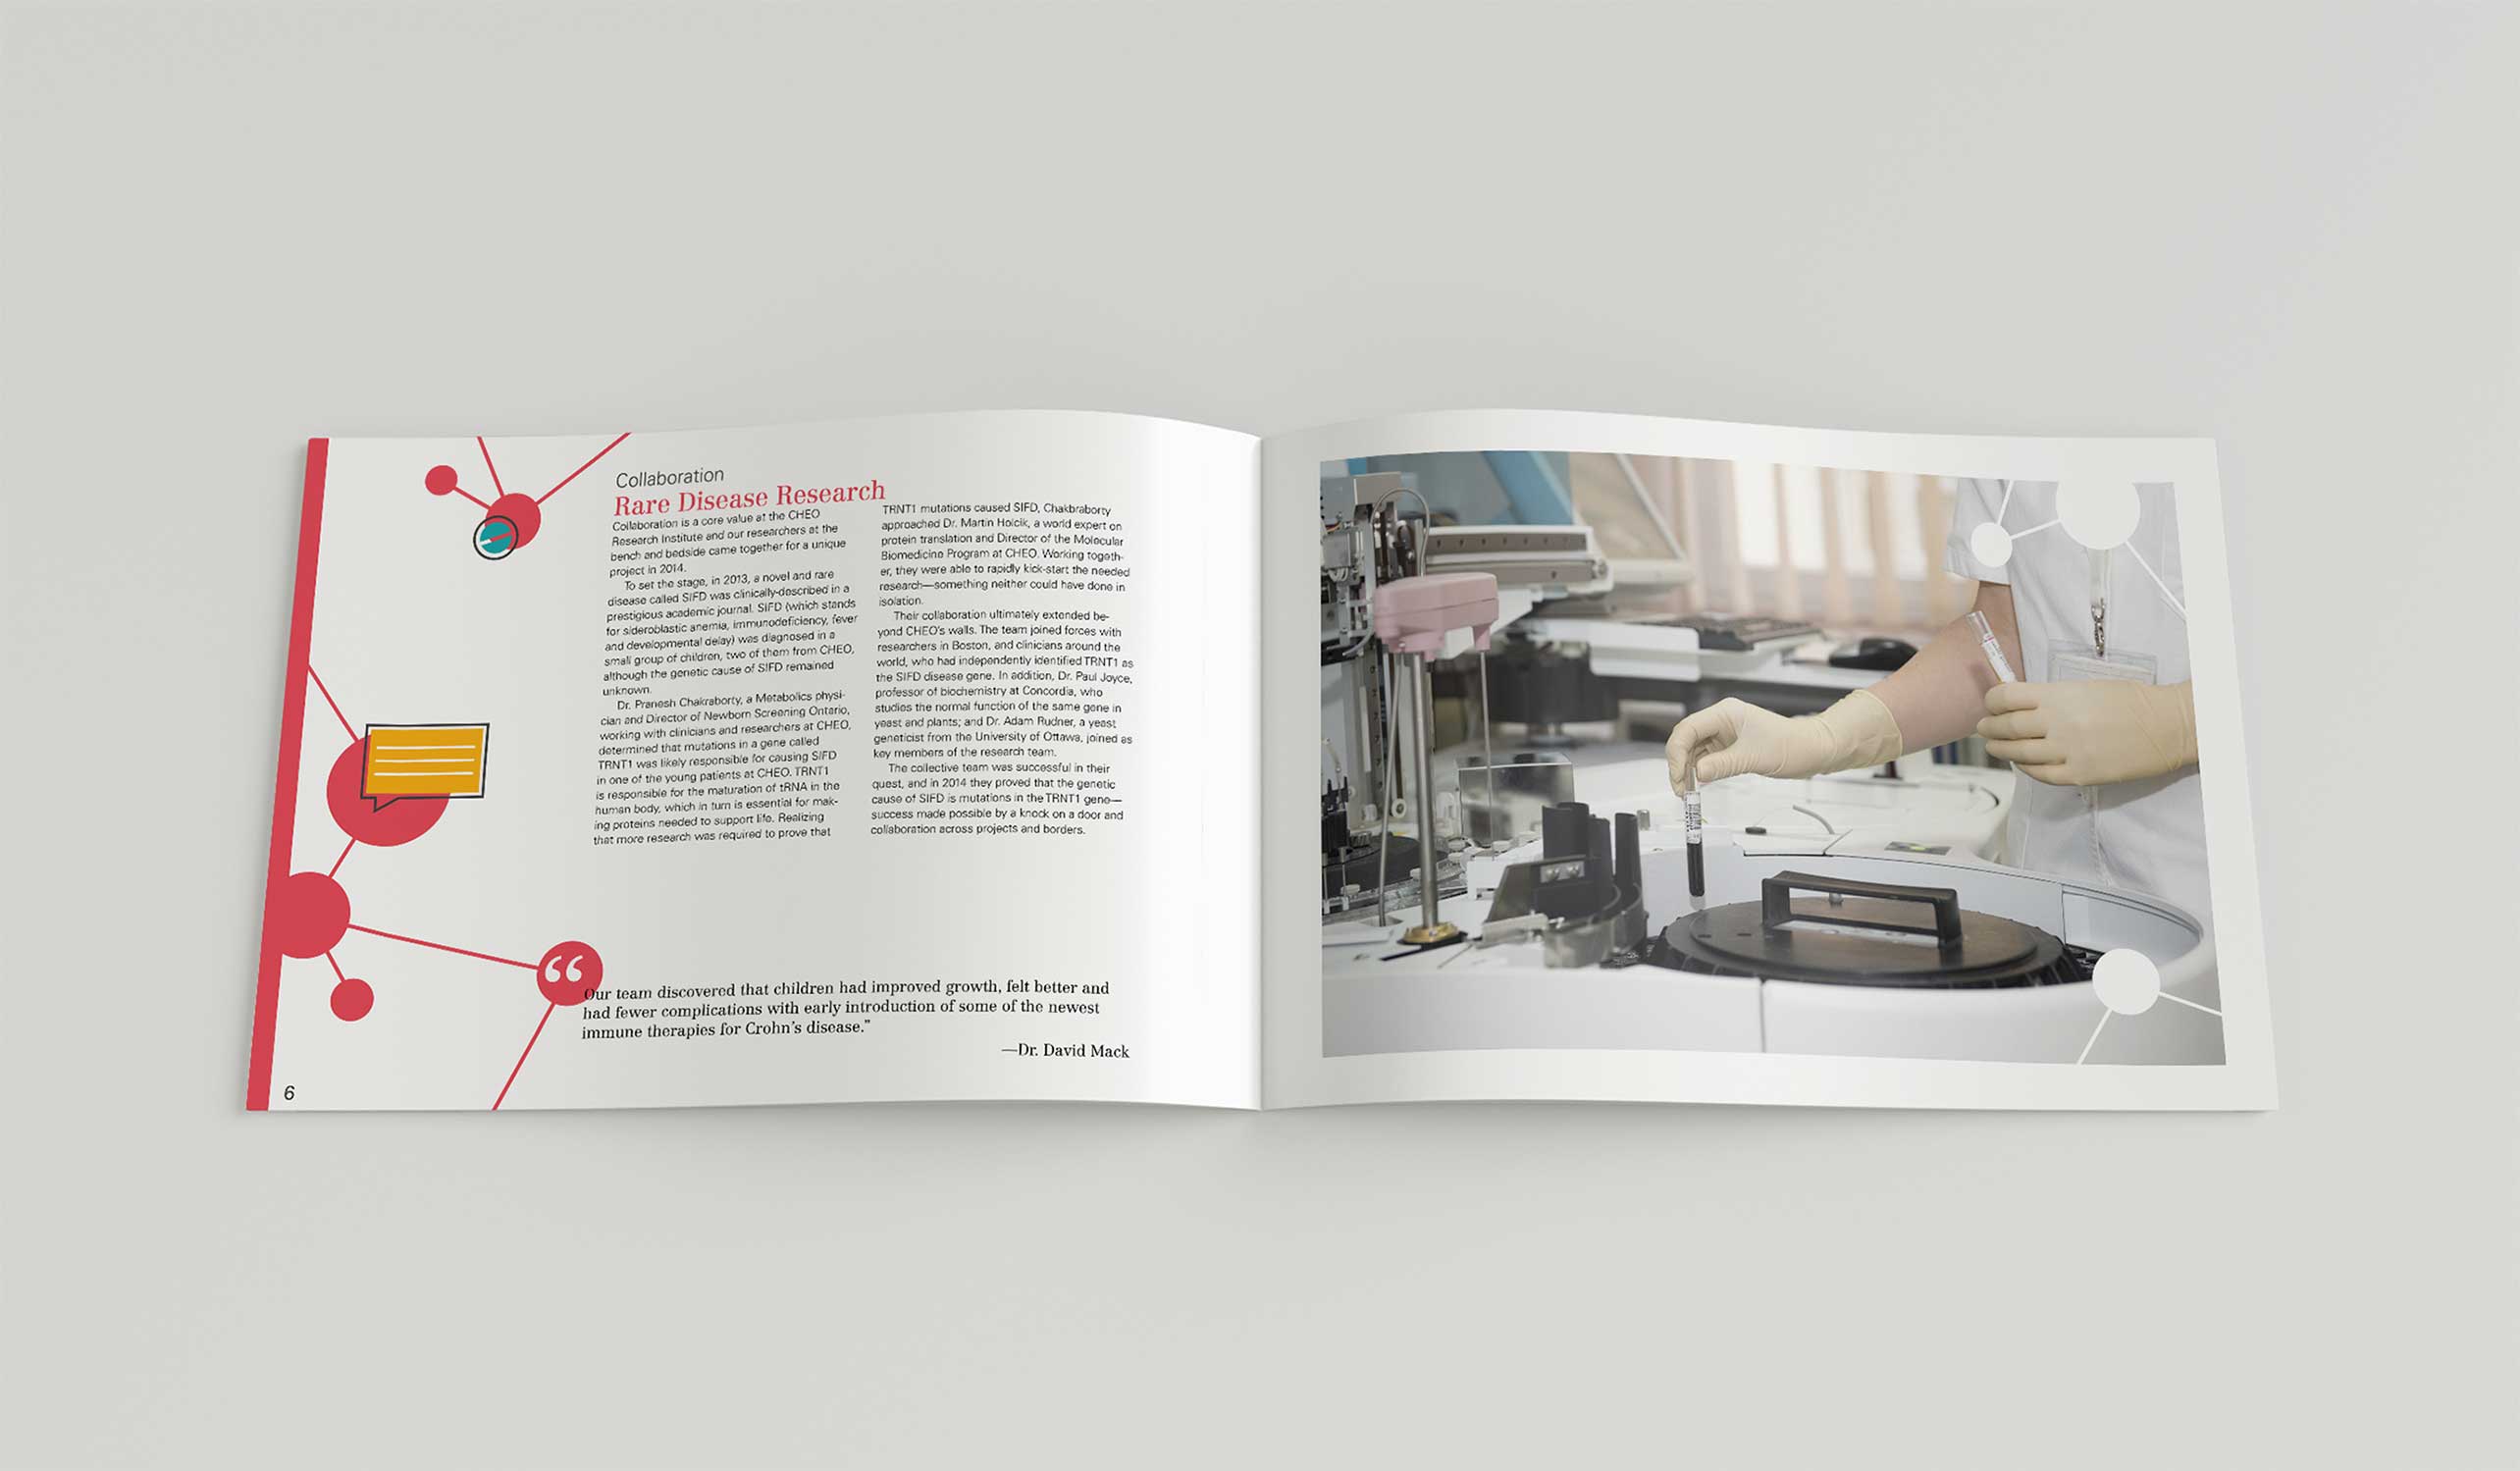 Collaboration
Rare Disease Research
Collaboration is a core value at the CHEO
Research Institute and our researchers at the
bench and bedside came together for a unique
project in 2014.
To set the stage, in 2013, a novel and rare
disease called SIFD was clinically-described in a
prestigious academic journal. SIFD (which stands
for sideroblastic anemia, immunodeficiency, fever
and developmental delay) was diagnosed in a
small group of children, two of them from CHEO,
although the genetic cause of SIFD remained
unknown.
Dr. Pranesh Chakraborty, a Metabolics physi-
cian and Director of Newborn Screening Ontario,
working with clinicians and researchers at CHEO,
determined that mutations in a gene called
TRNT1 was likely responsible for causing SIFD
in one of the young patients at CHEO. TRNT1
is responsible for the maturation of tRNA in the
human body, which in turn is essential for mak-
ing proteins needed to support life. Realizing
that more research was required to prove that
TRNT1 mutations caused SIFD, Chakbraborty
approached Dr. Martin Holcik, a world expert on
protein translation and Director of the Molecular
Biomedicine Program at CHEO. Working togeth-
er, they were able to rapidly kick-start the needed
research—something neither could have done in
isolation.
Their collaboration ultimately extended be-
yond CHEO's walls. The team joined forces with
researchers in Boston, and clinicians around the
world, who had independently identified TRNT1 as
the SIFD disease gene. In addition, Dr. Paul Joyce,
professor of biochemistry at Concordia, who
studies the normal function of the same gene in
yeast and plants; and Dr. Adam Rudner, a yeast
geneticist from the University of Ottawa, joined as
key members of the research team.
The collective team was successful in their
quest, and in 2014 they proved that the genetic
cause of SIFD is mutations in the TRNT1 gene—
success made possible by a knock on a door and
collaboration across projects and borders.
“
Our team discovered that children had improved growth, felt better and
had fewer complications with early introduction of some of the newest
immune therapies for Crohn's disease.”
—Dr. David Mack
6